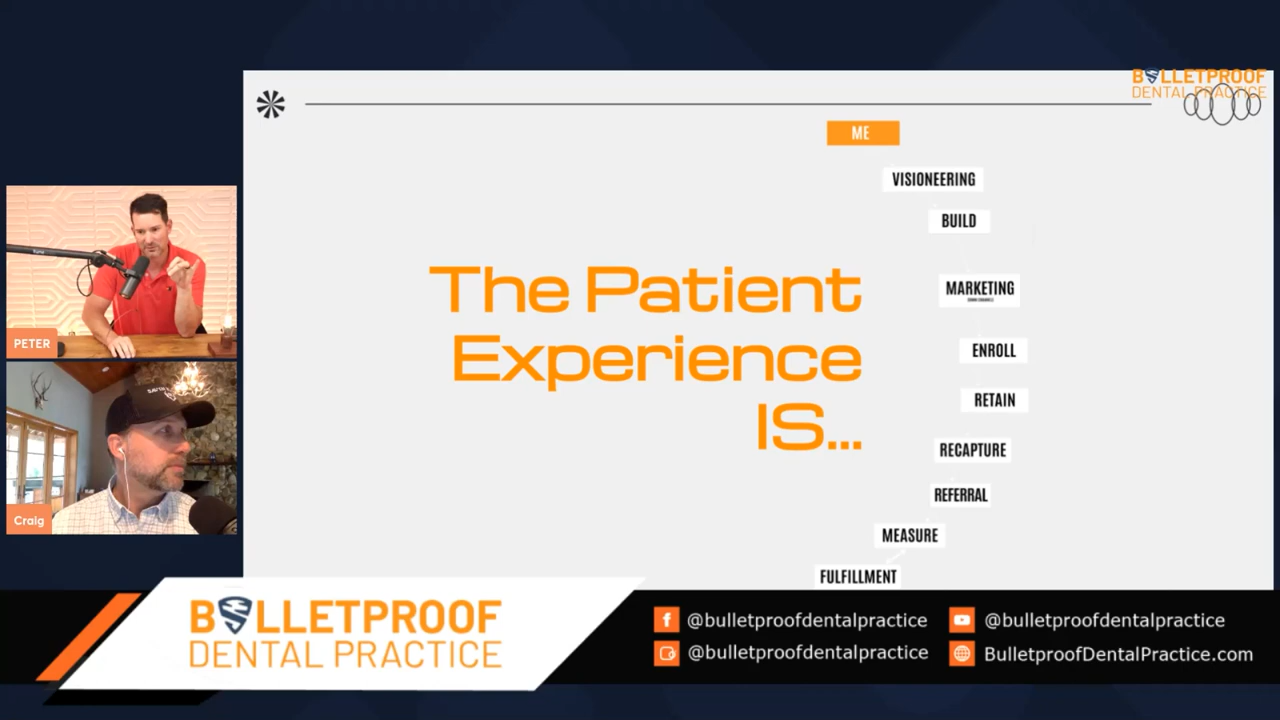 BULLETPROOF
DENTAL PRACTICE
ME
VISIONEERING
BUILD
MARKETING
ENROLL
RETAIN
RECAPTURE
REFERRAL
MEASURE
FULFILLMENT
The Patient
Experience
IS...
PETER
Craig
BULLETPROOF
DENTAL PRACTICE
@bulletproofdentalpractice
@bulletproofdentalpractice
@bulletproofdentalpractice
BulletproofDentalPractice.com